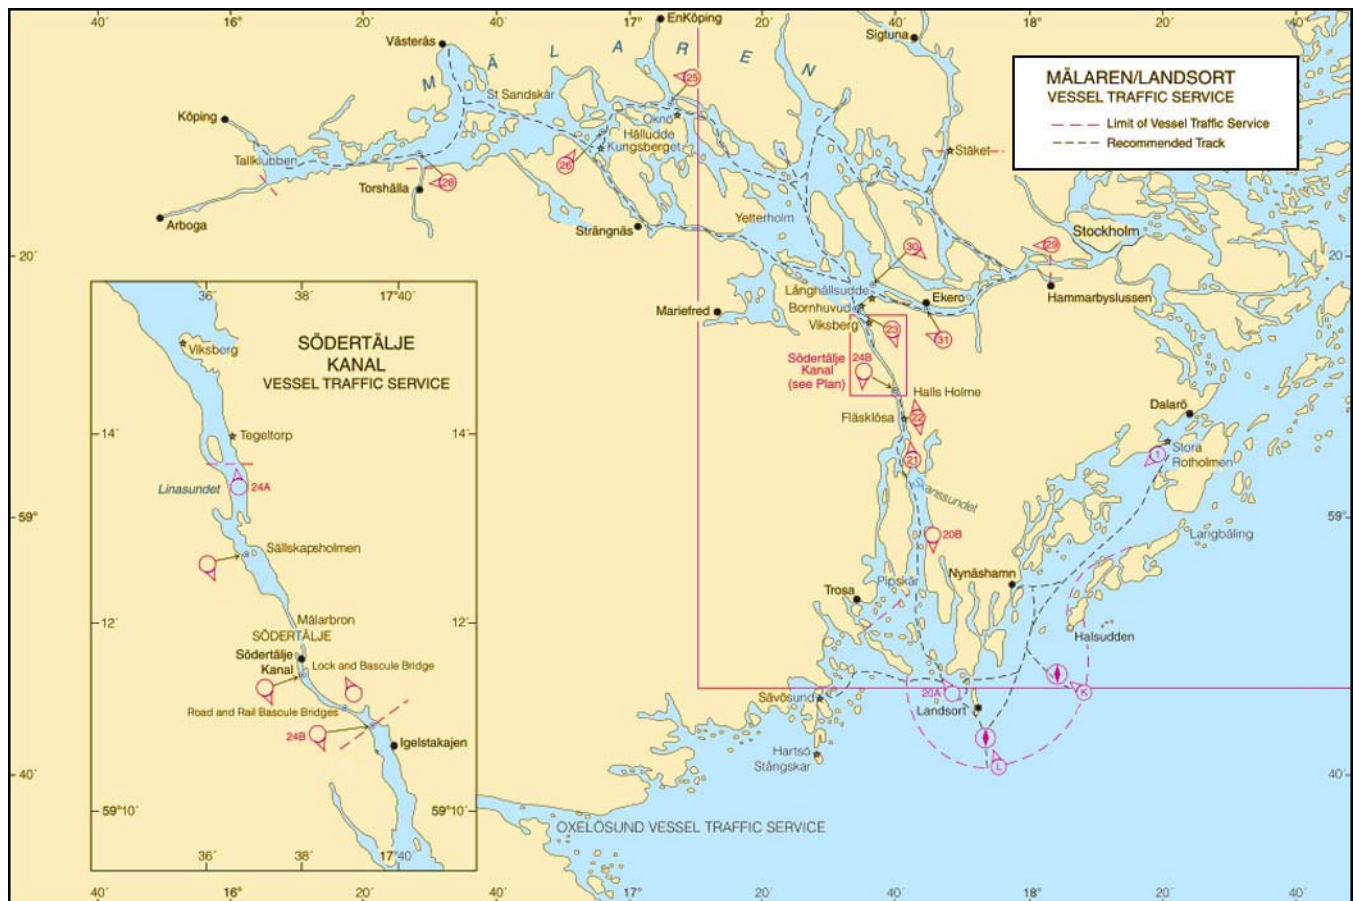 40´
16°
20´
40´
17°
20´
40´
18°
20´
40´
EnKöping
Sigtuna
Västerås
M Ä L A R E N
25
St Sandskär
Oknö
Hälludde
Kungsberget
26
Köping
Tallklubben
28
Torshälla
Arboga
Strängnäs
Yetterholm
Stäket
MÄLAREN/LANDSORT
VESSEL TRAFFIC SERVICE
Limit of Vessel Traffic Service
Recommended Track
20´
Stockholm
20´
30
29
Långhällsudde
Ekero
Hammarbyslussen
Mariefred
Bornhuvud
Viksberg
23
31
24B
Södertälje
Kanal
(see Plan)
Halls Holme
Fläsklösa
22
21
Skanssundet
Dalarö
1
Stora
Rotholmen
59°
59°
20B
Langbäling
Nynäshamn
Pipskär
Trosa
Halsudden
K
20A
Sävösund
Landsort
L
Hartsö
Stångskar
40´
40´
OXELÖSUND VESSEL TRAFFIC SERVICE
36´
38´
17°40´
Viksberg
SÖDERTÄLJE
KANAL
VESSEL TRAFFIC SERVICE
14´
Tegeltorp
14´
Linasundet
24A
Sällskapsholmen
12´
Mälarbron
12´
SÖDERTÄLJE
Södertälje
Kanal
Lock and Bascule Bridge
Road and Rail Bascule Bridges
24B
Igelstakajen
59°10´
59°10´
36´
38´
17°40´
40´
16°
20´
40´
17°
20´
40´
18°
20´
40´